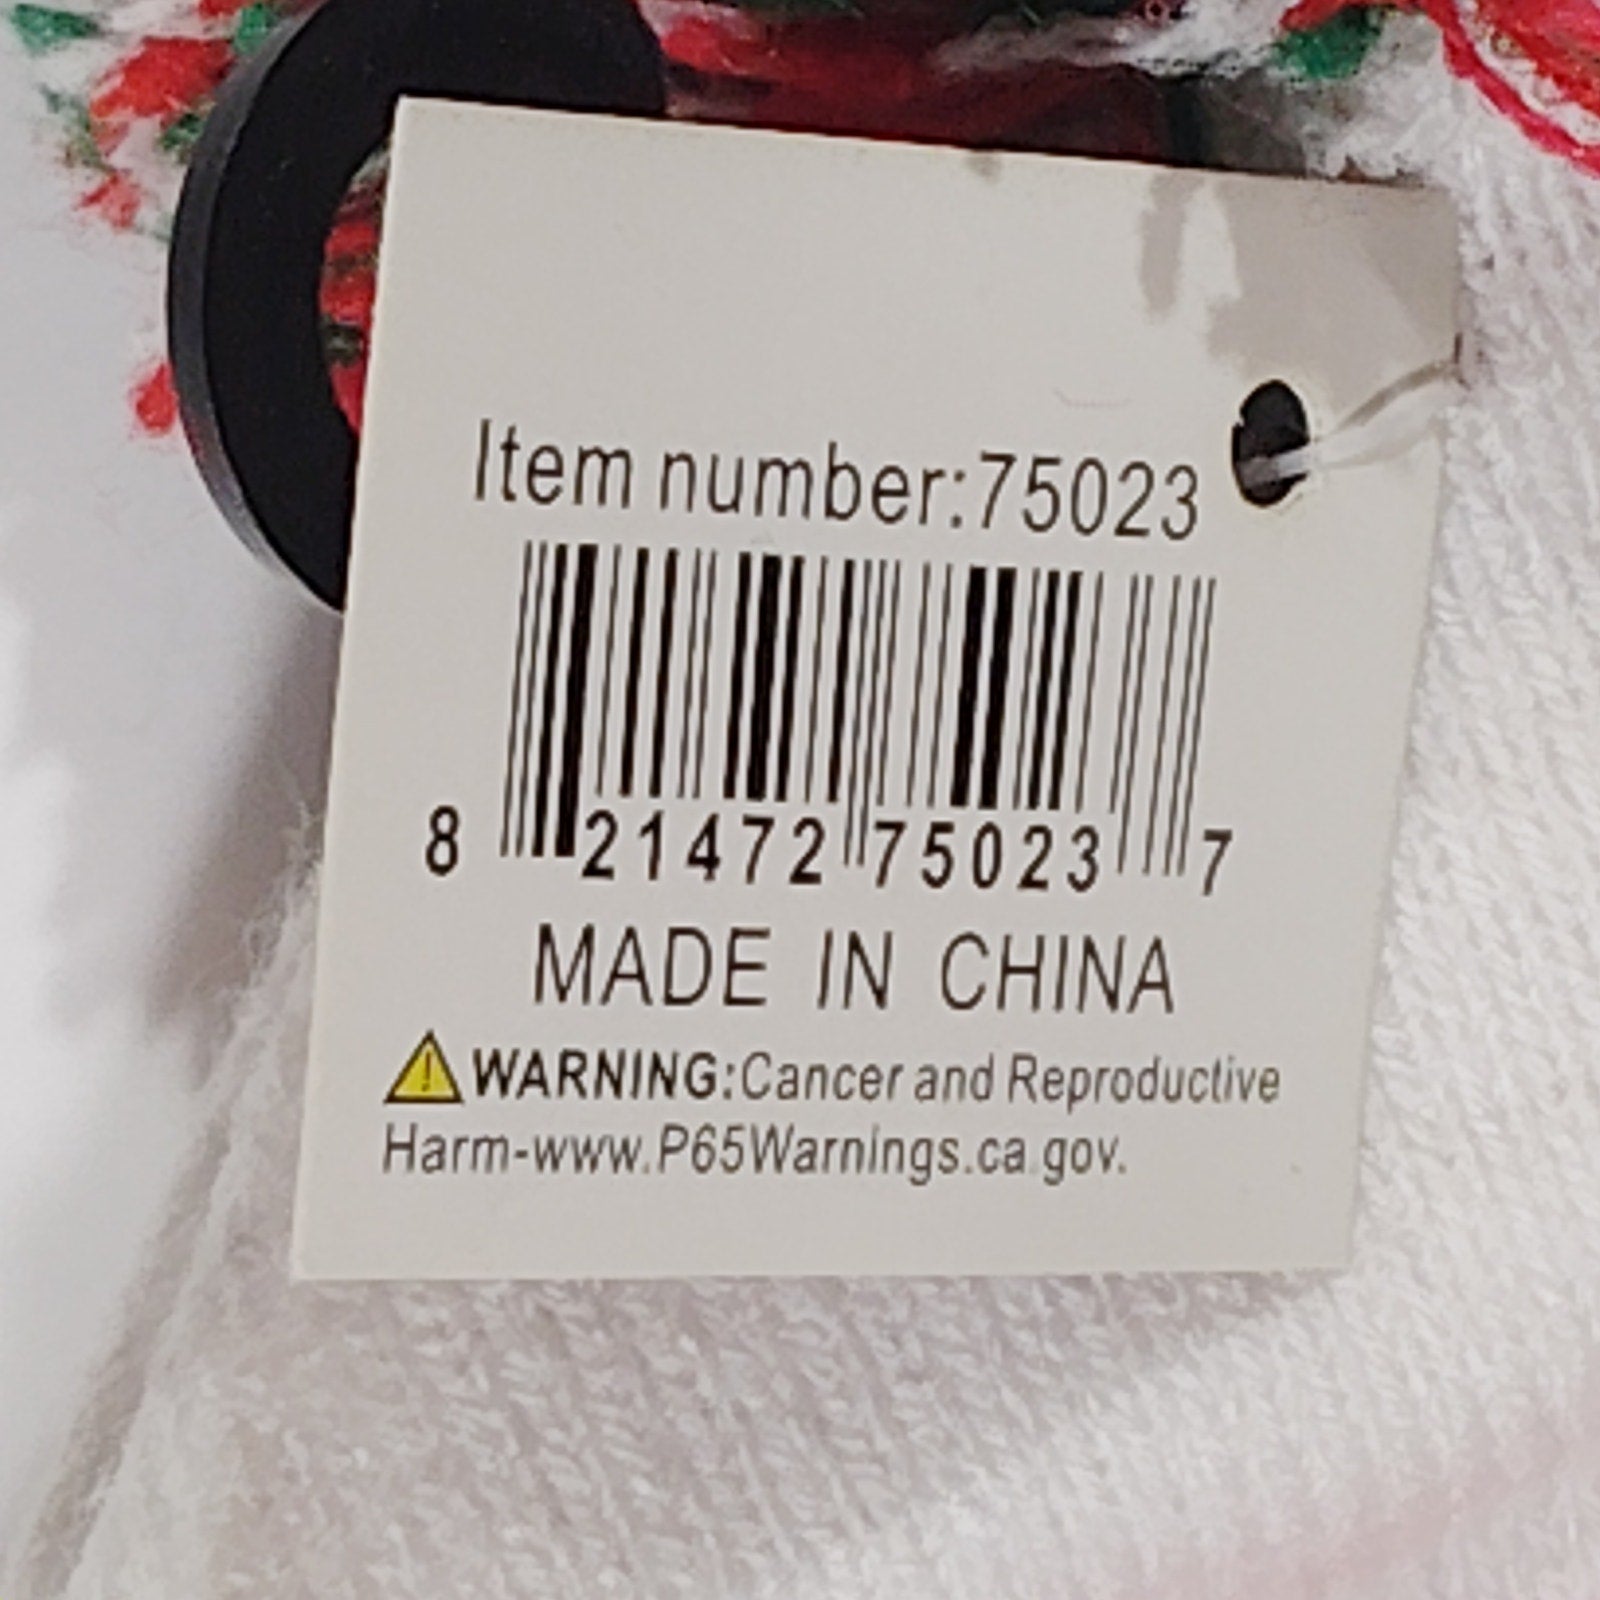 Item number:75023
8 21472 75023 7
MADE IN CHINA
WARNING:Cancer and Reproductive
Harm-www.P65Warnings.ca.gov.